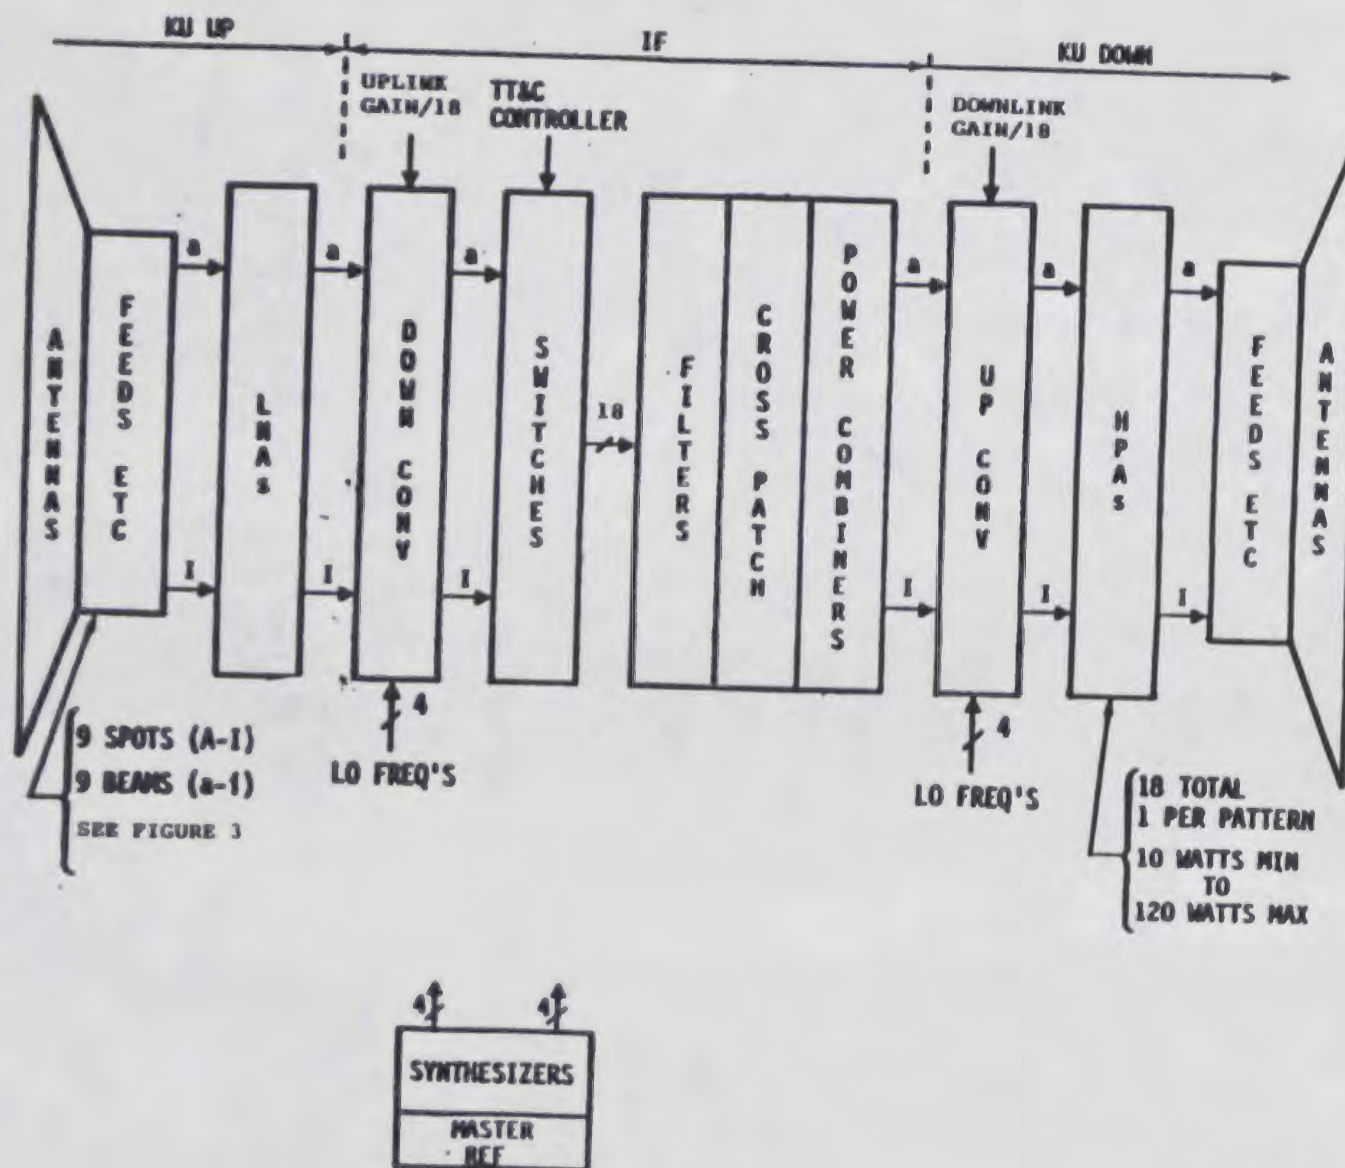 KU UP
IF
KU DOWN
UPLINK
GAIN/18
TT&C
CONTROLLER
DOWNLINK
GAIN/18
ANTENNAS
FEEDS ETC
a
I
LNAs
a
I
DOWN CONV
a
I
SWITCHES
18
FILTERS
CROSS PATCH
POWER COMBINERS
a
I
UP CONV
a
I
HPAs
a
I
FEEDS ETC
ANTENNAS
4
LO FREQ'S
4
LO FREQ'S
9 SPOTS (A-I)
9 BEAMS (a-i)
SEE FIGURE 3
18 TOTAL
1 PER PATTERN
10 WATTS MIN
TO
120 WATTS MAX
4
4
SYNTHESIZERS
MASTER
REF